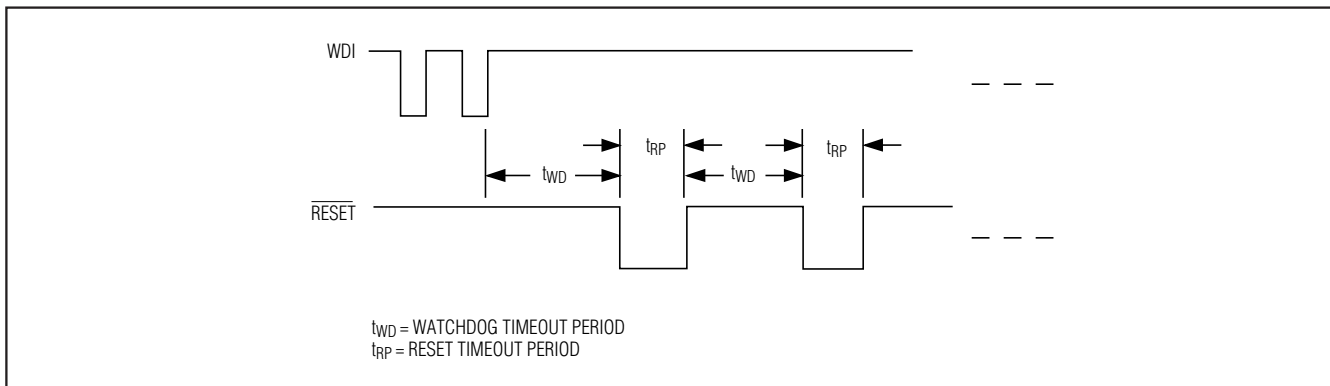 WDI
tRP
tRP
tWD
tWD
RESET
tWD = WATCHDOG TIMEOUT PERIOD
tRP = RESET TIMEOUT PERIOD